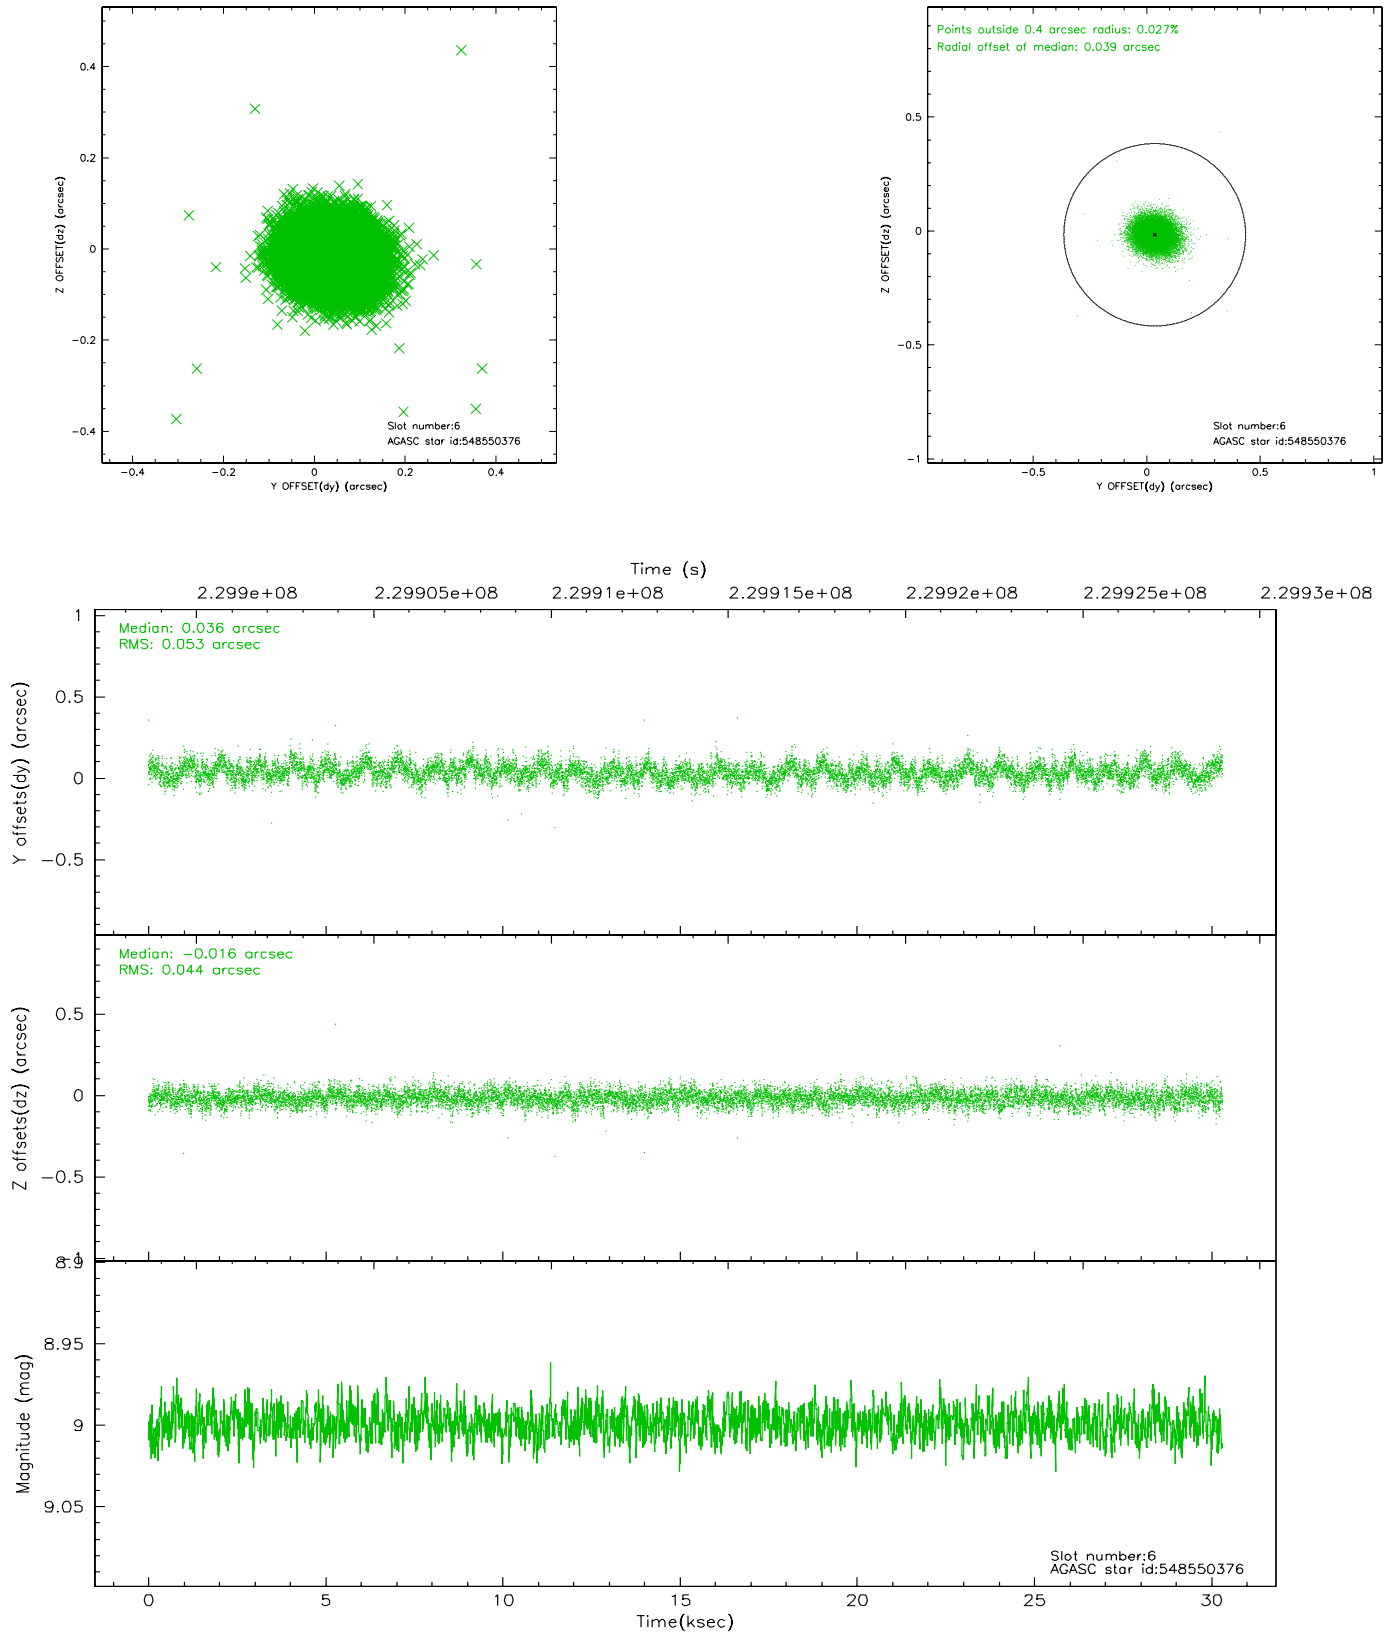 0.4
0.2
0
−0.2
−0.4
Z OFFSET(dz) (arcsec)
−0.4
−0.2
0
0.2
0.4
Y OFFSET(dy) (arcsec)
Slot number:6
AGASC star id:548550376
Points outside 0.4 arcsec radius: 0.027%
Radial offset of median: 0.039 arcsec
0.5
0
−0.5
−1
Z OFFSET(dz) (arcsec)
−0.5
0
0.5
1
Y OFFSET(dy) (arcsec)
Slot number:6
AGASC star id:548550376
Time (s)
2.299e+08
2.29905e+08
2.2991e+08
2.29915e+08
2.2992e+08
2.29925e+08
2.2993e+08
Median: 0.036 arcsec
RMS: 0.053 arcsec
1
0.5
0
−0.5
Y offsets(dy) (arcsec)
Median: −0.016 arcsec
RMS: 0.044 arcsec
0.5
0
−0.5
−1
Z offsets(dz) (arcsec)
8.9
8.95
9
9.05
Magnitude (mag)
Slot number:6
AGASC star id:548550376
0
5
10
15
20
25
30
Time(ksec)